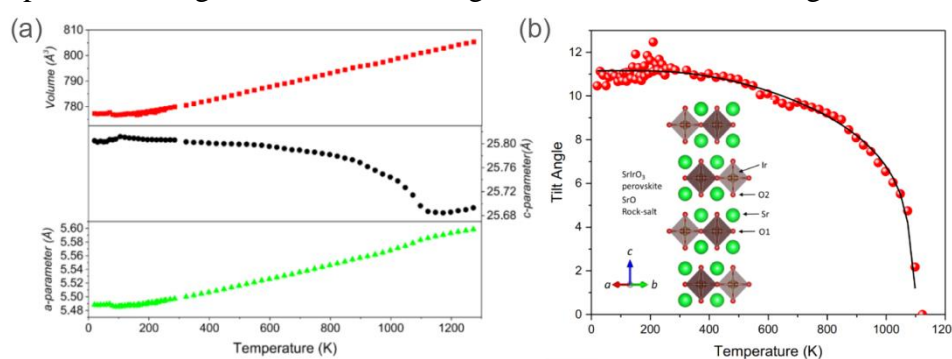 (a)
Volume (Å³)
800
780
25.80
25.76
25.72
25.68
c-parameter(Å)
a-parameter (Å)
5.60
5.58
5.56
5.54
5.52
5.50
5.48
0 200 400 600 800 1000 1200
Temperature (K)
(b)
Tilt Angle
12
10
8
6
4
2
0
SrIrO₃
perovskite
SrO
Rock-salt
Ir
O2
Sr
O1
c
a
b
0 200 400 600 800 1000 120
Temperature (K)